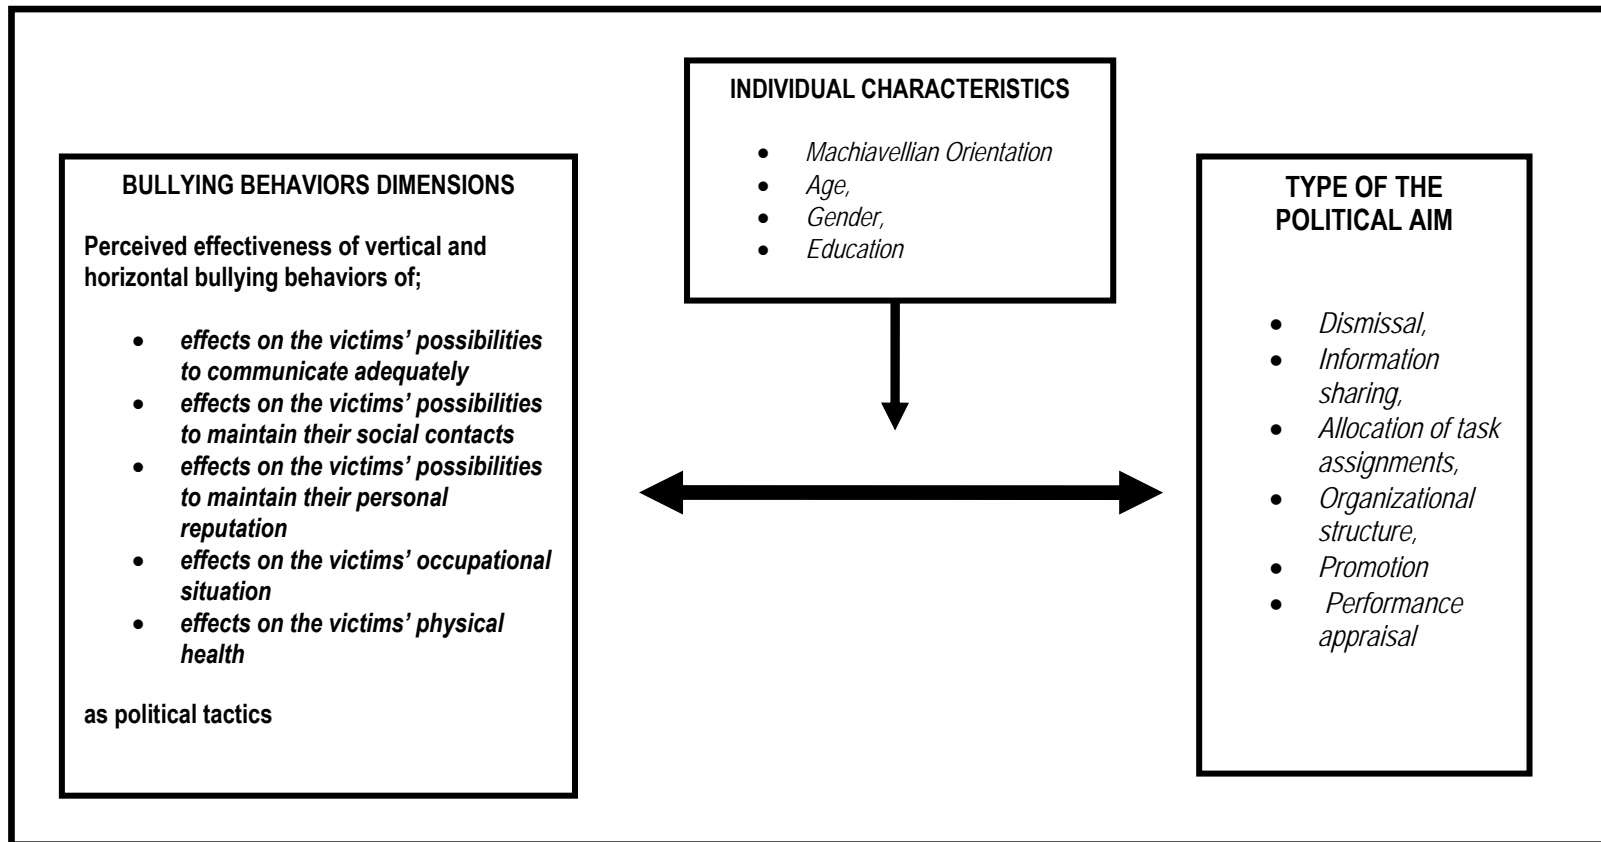 INDIVIDUAL CHARACTERISTICS
• Machiavellian Orientation
• Age,
• Gender,
• Education
BULLYING BEHAVIORS DIMENSIONS
Perceived effectiveness of vertical and
horizontal bullying behaviors of;
• effects on the victims’ possibilities
to communicate adequately
• effects on the victims’ possibilities
to maintain their social contacts
• effects on the victims’ possibilities
to maintain their personal
reputation
• effects on the victims’ occupational
situation
• effects on the victims’ physical
health
as political tactics
TYPE OF THE
POLITICAL AIM
• Dismissal,
• Information
sharing,
• Allocation of task
assignments,
• Organizational
structure,
• Promotion
• Performance
appraisal